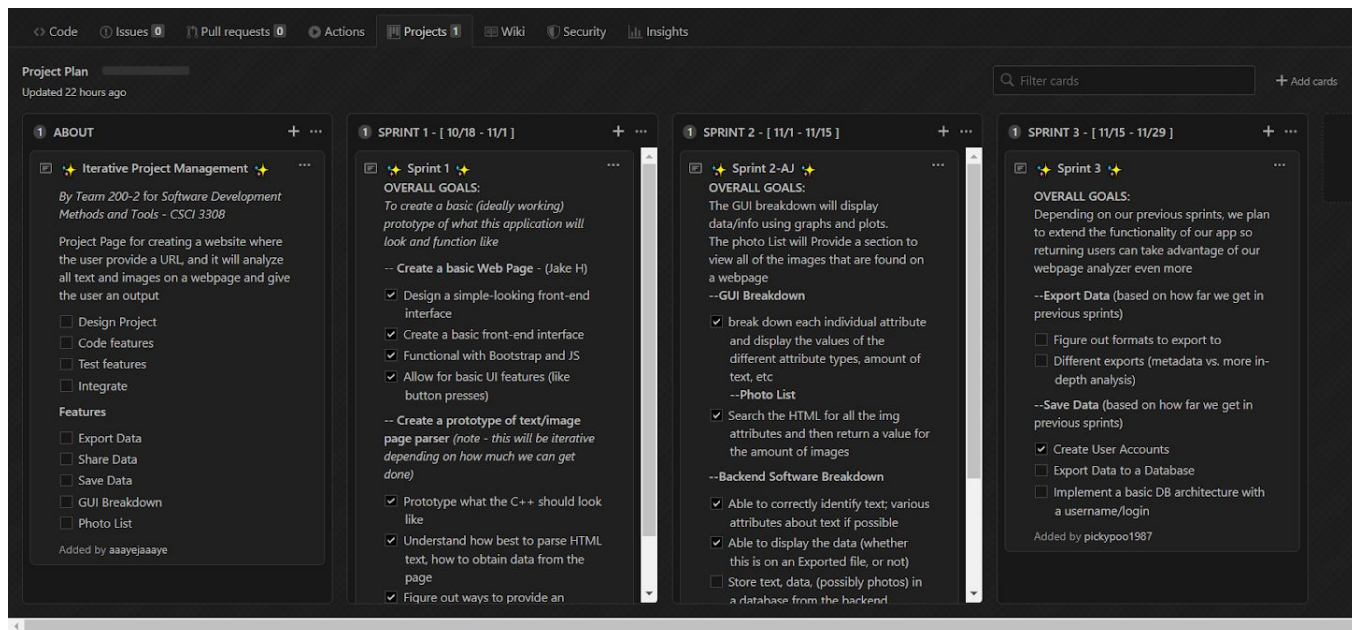 Code Issues 0 Pull requests 0 Actions Projects 1 Wiki Security Insights
Project Plan
Updated 22 hours ago
Filter cards
Add cards
1 ABOUT
Iterative Project Management
By Team 200-2 for Software Development
Methods and Tools - CSCI 3308
Project Page for creating a website where
the user provide a URL, and it will analyze
all text and images on a webpage and give
the user an output
Design Project
Code features
Test features
Integrate
Features
Export Data
Share Data
Save Data
GUI Breakdown
Photo List
Added by aaayejaaaye
1 SPRINT 1 - [ 10/18 - 11/1 ]
Sprint 1
OVERALL GOALS:
To create a basic (ideally working)
prototype of what this application will
look and function like
-- Create a basic Web Page - (Jake H)
Design a simple-looking front-end
interface
Create a basic front-end interface
Functional with Bootstrap and JS
Allow for basic UI features (like
button presses)
-- Create a prototype of text/image
page parser (note - this will be iterative
depending on how much we can get
done)
Prototype what the C++ should look
like
Understand how best to parse HTML
text, how to obtain data from the
page
Figure out ways to provide an
1 SPRINT 2 - [ 11/1 - 11/15 ]
Sprint 2-AJ
OVERALL GOALS:
The GUI breakdown will display
data/info using graphs and plots.
The photo List will Provide a section to
view all of the images that are found on
a webpage
--GUI Breakdown
break down each individual attribute
and display the values of the
different attribute types, amount of
text, etc
--Photo List
Search the HTML for all the img
attributes and then return a value for
the amount of images
--Backend Software Breakdown
Able to correctly identify text; various
attributes about text if possible
Able to display the data (whether
this is on an Exported file, or not)
Store text, data, (possibly photos) in
a database from the backend
1 SPRINT 3 - [ 11/15 - 11/29 ]
Sprint 3
OVERALL GOALS:
Depending on our previous sprints, we plan
to extend the functionality of our app so
returning users can take advantage of our
webpage analyzer even more
--Export Data (based on how far we get in
previous sprints)
Figure out formats to export to
Different exports (metadata vs. more in-
depth analysis)
--Save Data (based on how far we get in
previous sprints)
Create User Accounts
Export Data to a Database
Implement a basic DB architecture with
a username/login
Added by pickypoo1987